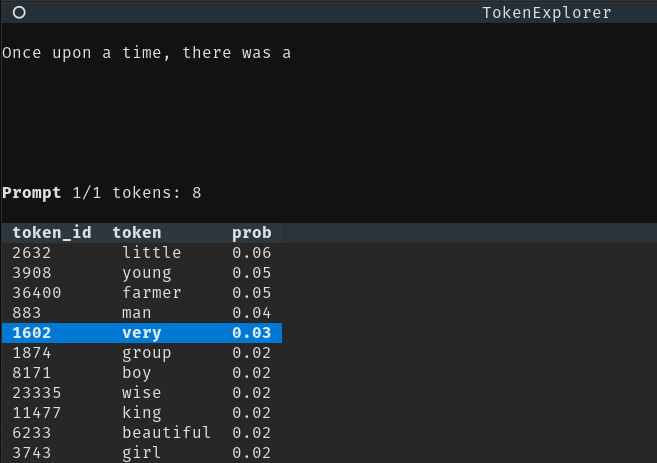 TokenExplorer
Once upon a time, there was a
Prompt 1/1 tokens: 8
token_id token prob
2632 little 0.06
3908 young 0.05
36400 farmer 0.05
883 man 0.04
1602 very 0.03
1874 group 0.02
8171 boy 0.02
23335 wise 0.02
11477 king 0.02
6233 beautiful 0.02
3743 girl 0.02